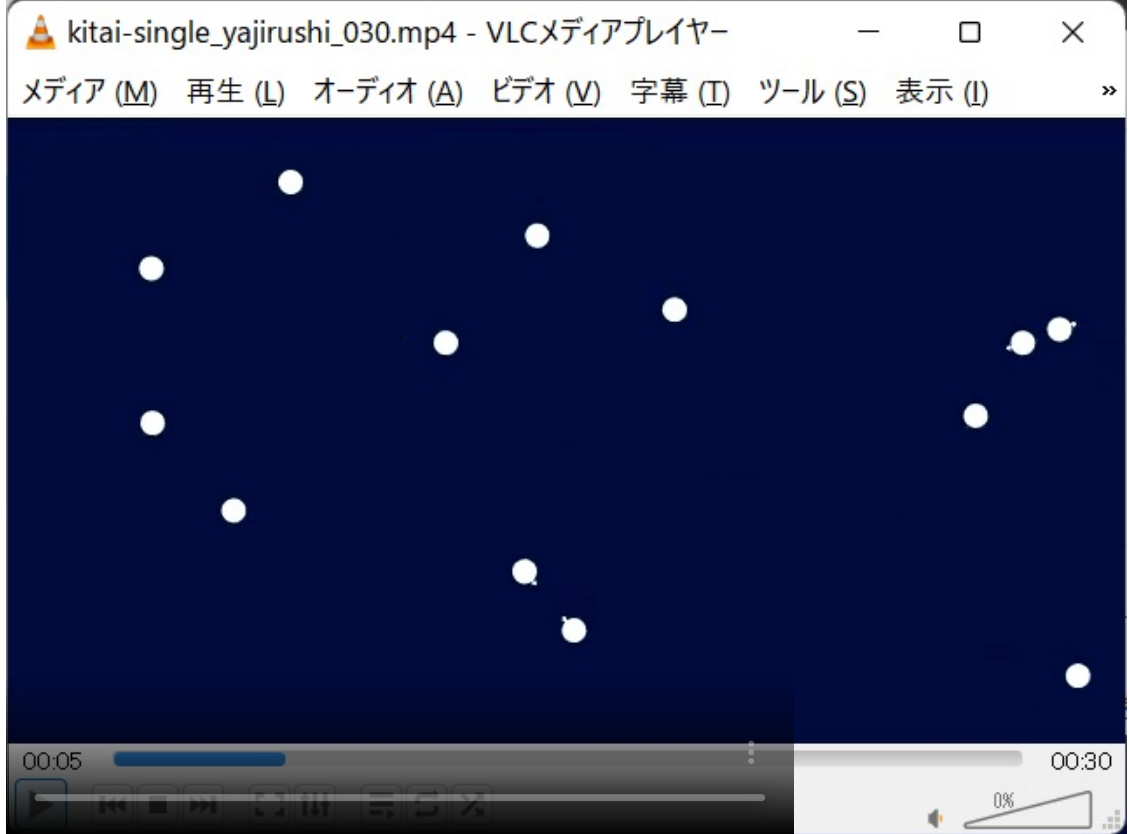 kitai-single_yajirushi_030.mp4 - VLCメディアプレイヤー
メディア (M) 再生 (L) オーディオ (A) ビデオ (V) 字幕 (T) ツール (S) 表示 (I) »
00:05 00:30
0%